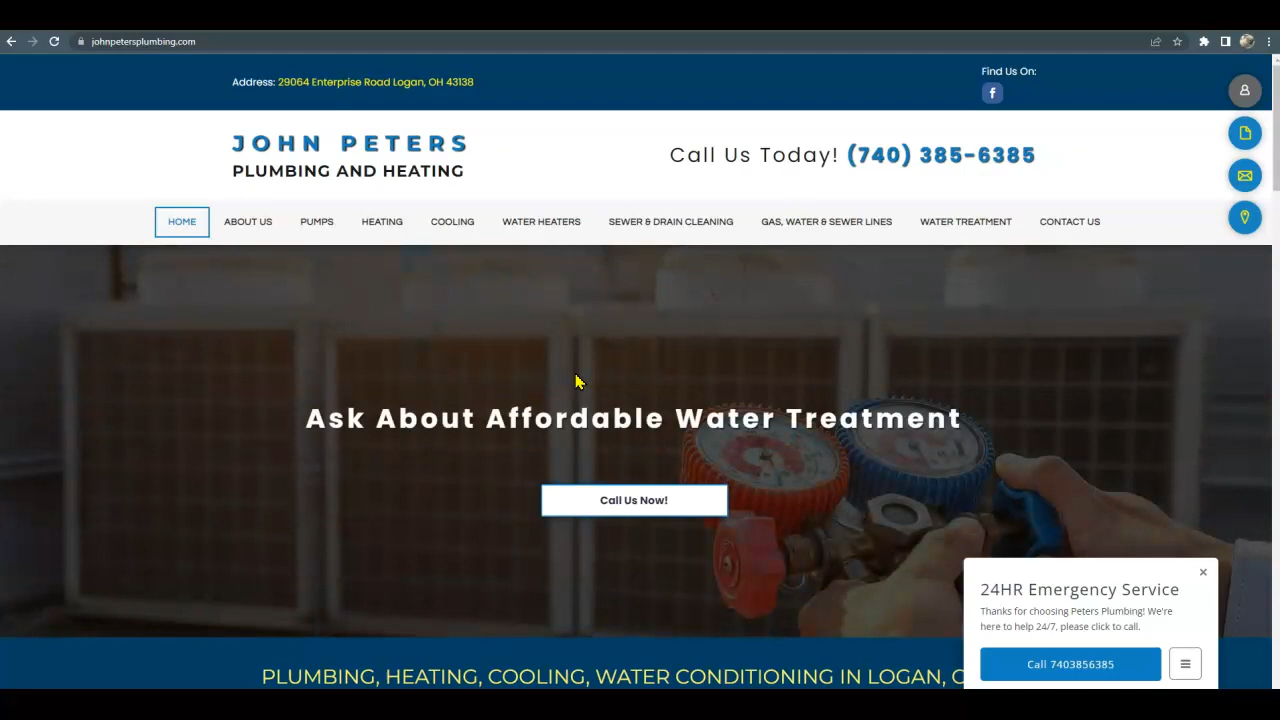 johnpetersplumbing.com
Address: 29064 Enterprise Road Logan, OH 43138
Find Us On:
f
JOHN PETERS
PLUMBING AND HEATING
Call Us Today! (740) 385-6385
HOME ABOUT US PUMPS HEATING COOLING WATER HEATERS SEWER & DRAIN CLEANING GAS, WATER & SEWER LINES WATER TREATMENT CONTACT US
Ask About Affordable Water Treatment
Call Us Now!
24HR Emergency Service
Thanks for choosing Peters Plumbing! We're
here to help 24/7, please click to call.
Call 7403856385
PLUMBING, HEATING, COOLING, WATER CONDITIONING IN LOGAN,